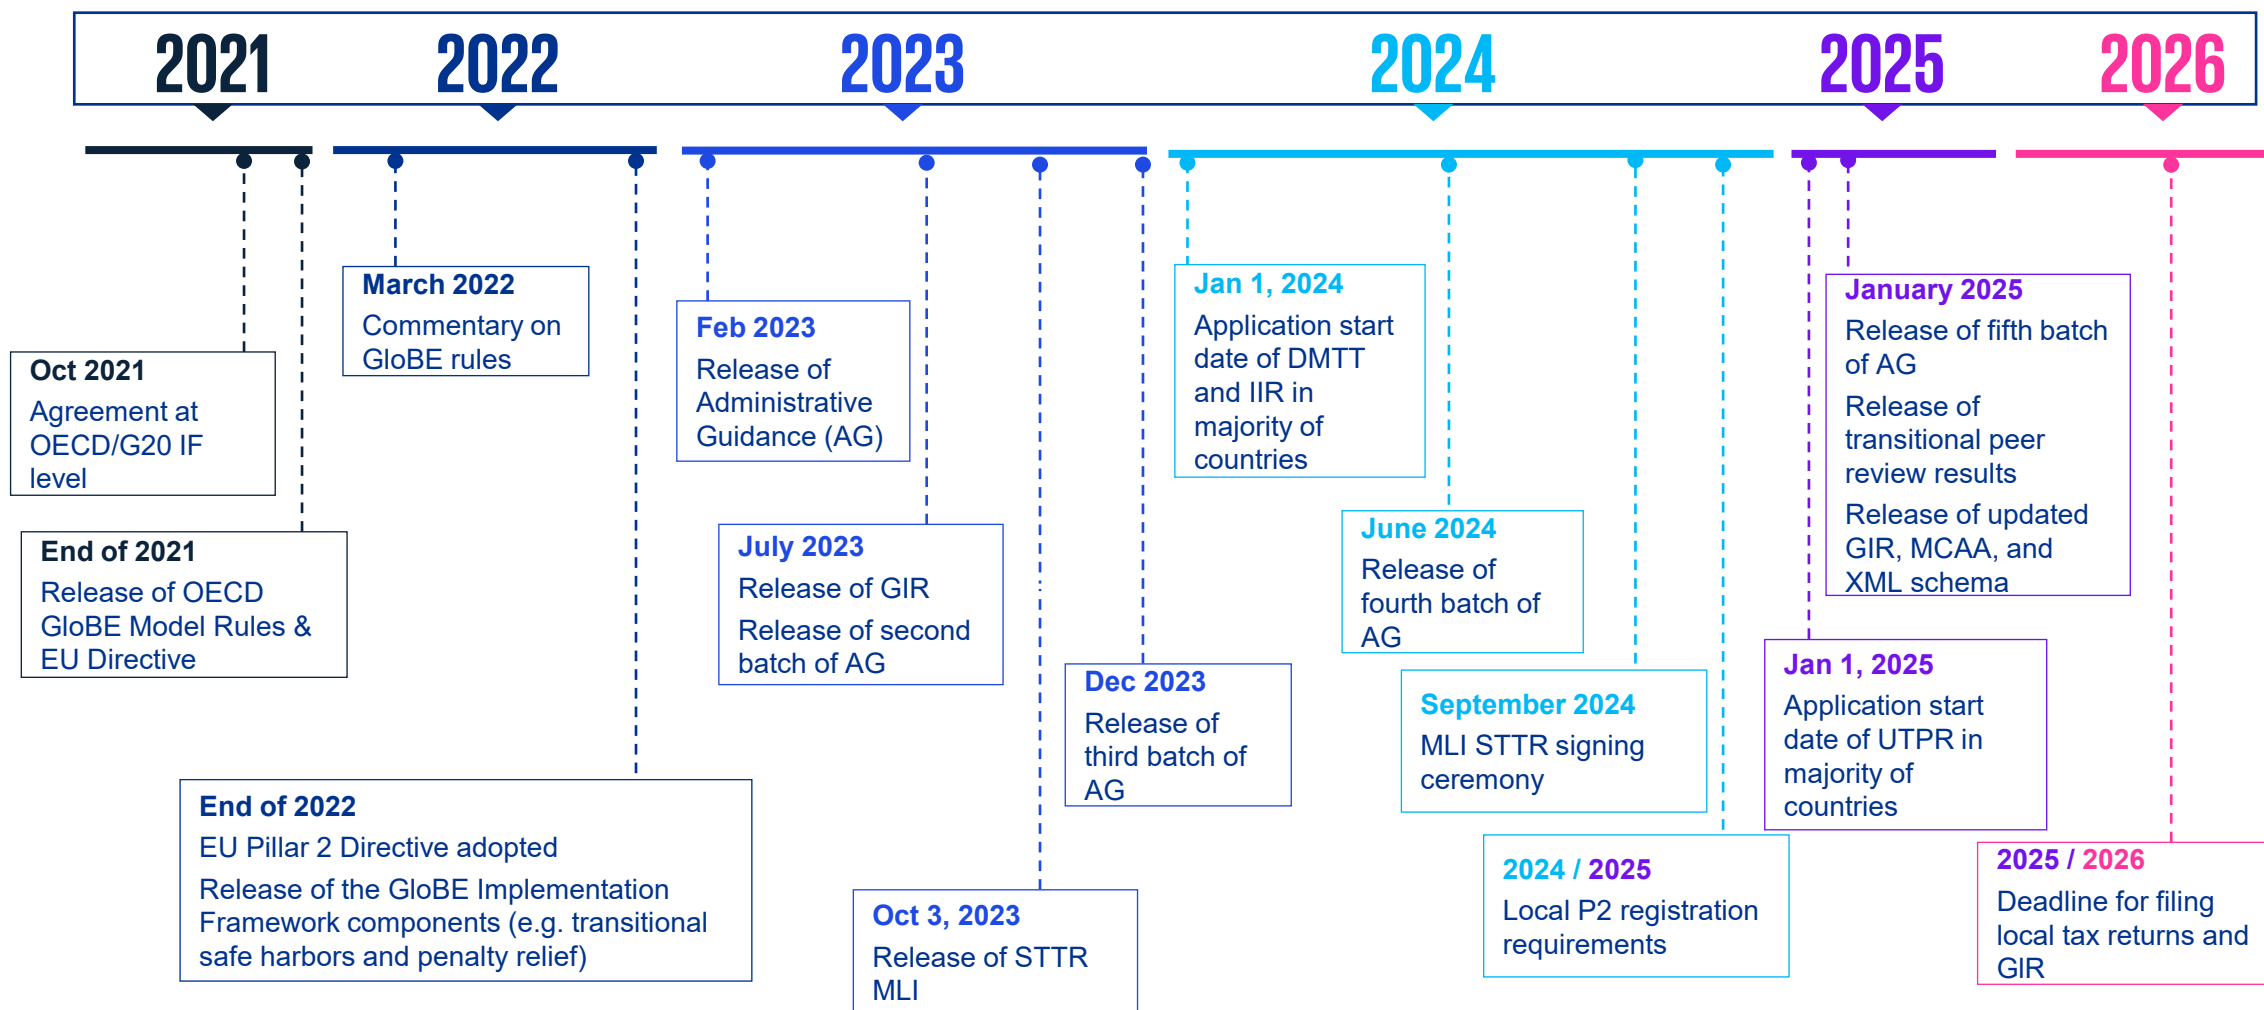 2021
2022
2023
2024
2025
2026
Oct 2021
Agreement at
OECD/G20 IF
level
End of 2021
Release of OECD
GloBE Model Rules &
EU Directive
March 2022
Commentary on
GloBE rules
End of 2022
EU Pillar 2 Directive adopted
Release of the GloBE Implementation
Framework components (e.g. transitional
safe harbors and penalty relief)
Feb 2023
Release of
Administrative
Guidance (AG)
July 2023
Release of GIR
Release of second
batch of AG
Oct 3, 2023
Release of STTR
MLI
Dec 2023
Release of
third batch of
AG
Jan 1, 2024
Application start
date of DMTT
and IIR in
majority of
countries
June 2024
Release of
fourth batch of
AG
September 2024
MLI STTR signing
ceremony
2024 / 2025
Local P2 registration
requirements
January 2025
Release of fifth batch
of AG
Release of
transitional peer
review results
Release of updated
GIR, MCAA, and
XML schema
Jan 1, 2025
Application start
date of UTPR in
majority of
countries
2025 / 2026
Deadline for filing
local tax returns and
GIR